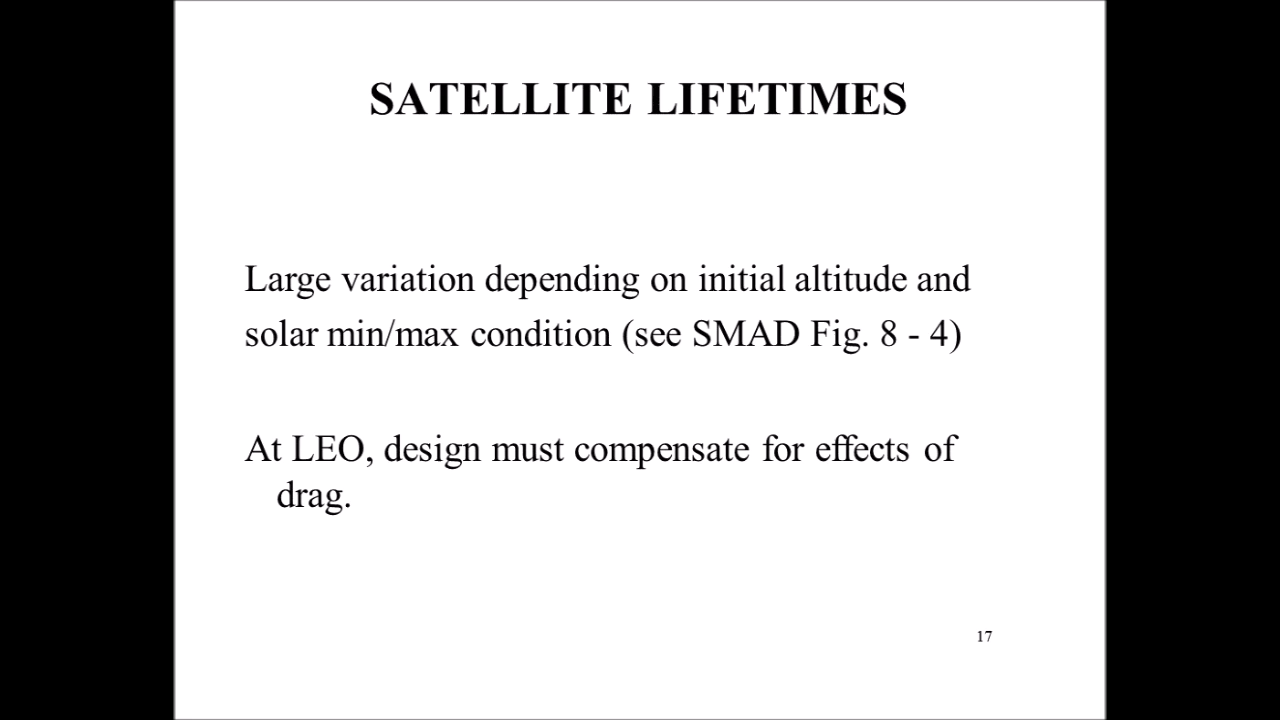 SATELLITE LIFETIMES
Large variation depending on initial altitude and
solar min/max condition (see SMAD Fig. 8 - 4)
At LEO, design must compensate for effects of
drag.
17